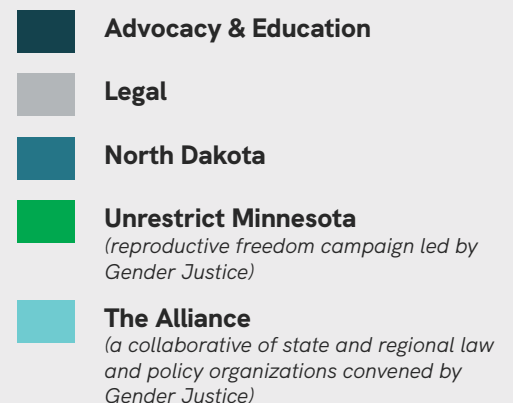 Advocacy & Education
Legal
North Dakota
Unrestrict Minnesota
(reproductive freedom campaign led by
Gender Justice)
The Alliance
(a collaborative of state and regional law
and policy organizations convened by
Gender Justice)